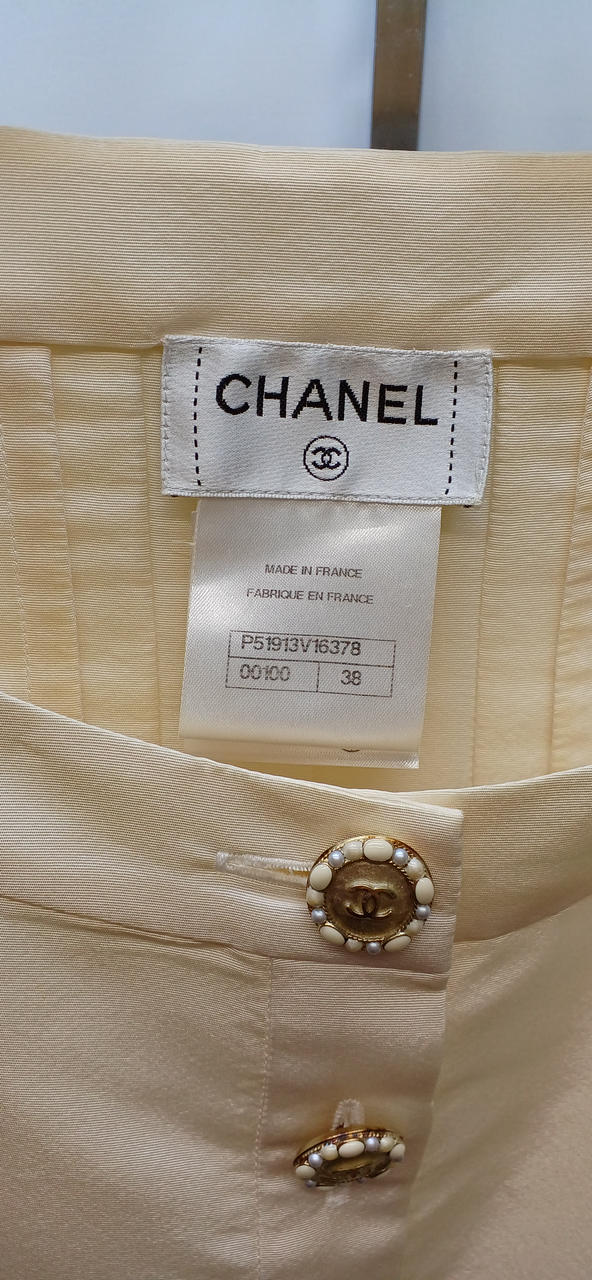 CHANEL
MADE IN FRANCE
FABRIQUE EN FRANCE
P51913V16378
00100 38